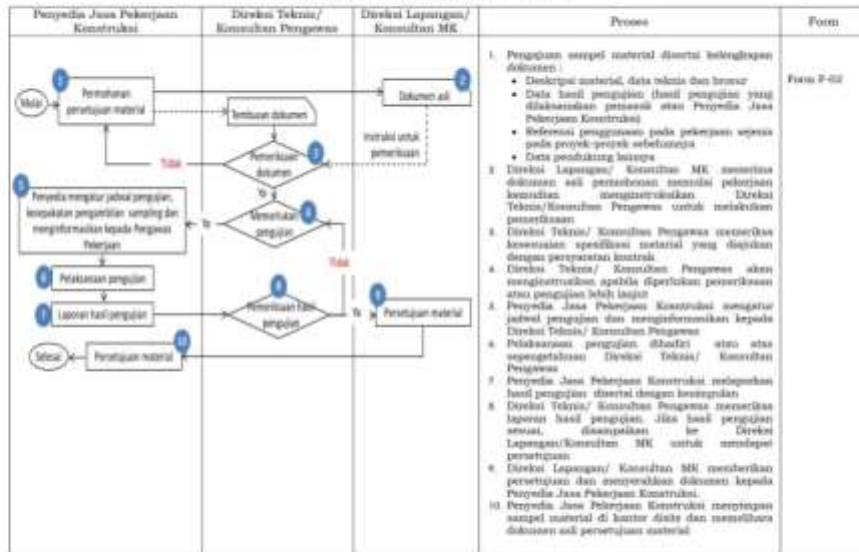 Penyedia Jasa Pekerjaan
Konstruksi
Direksi Teknis/
Konsultan Pengawas
Direksi Lapangan/
Konsultan MK
Proses
Form
Mulai
1
Permohonan
persetujuan material
2
Dokumen asli
Tembusan dokumen
Instruksi untuk
pemeriksaan
3
Pemeriksaan
dokumen
Tidak
Ya
4
Memerlukan
pengujian
Ya
Tidak
5
Penyedia mengatur jadwal pengujian,
kesepakatan pengambilan sampling dan
menginformasikan kepada Pengawas
Pekerjaan
6
Pelaksanaan pengujian
7
Laporan hasil pengujian
8
Pemeriksaan hasil
pengujian
Ya
9
Persetujuan material
10
Persetujuan material
Selesai
1. Pengajuan sampel material disertai kelengkapan
dokumen :
• Deskripsi material, data teknis dan brosur
• Data hasil pengujian (hasil pengujian yang
dilaksanakan pemasok atau Penyedia Jasa
Pekerjaan Konstruksi)
• Referensi penggunaan pada pekerjaan sejenis
pada proyek-proyek sebelumnya
• Data pendukung lainnya
2. Direksi Lapangan/ Konsultan MK menerima
dokumen asli permohonan memulai pekerjaan
kemudian menginstruksikan Direksi
Teknis/Konsultan Pengawas untuk melakukan
pemeriksaan
3. Direksi Teknis/ Konsultan Pengawas memeriksa
kesesuaian spesifikasi material yang diajukan
dengan persyaratan kontrak
4. Direksi Teknis/ Konsultan Pengawas akan
menginstruksikan apabila diperlukan pemeriksaan
atau pengujian lebih lanjut
5. Penyedia Jasa Pekerjaan Konstruksi mengatur
jadwal pengujian dan menginformasikan kepada
Direksi Teknis/ Konsultan Pengawas
6. Pelaksanaan pengujian dihadiri atau atas
sepengetahuan Direksi Teknis/ Konsultan
Pengawas
7. Penyedia Jasa Pekerjaan Konstruksi melaporkan
hasil pengujian disertai dengan kesimpulan
8. Direksi Teknis/ Konsultan Pengawas memeriksa
laporan hasil pengujian. Jika hasil pengujian
sesuai, disampaikan ke Direksi
Lapangan/Konsultan MK untuk mendapat
persetujuan
9. Direksi Lapangan/ Konsultan MK memberikan
persetujuan dan menyerahkan dokumen kepada
Penyedia Jasa Pekerjaan Konstruksi.
10. Penyedia Jasa Pekerjaan Konstruksi menyimpan
sampel material di kantor disite dan memelihara
dokumen asli persetujuan material
Form F-02